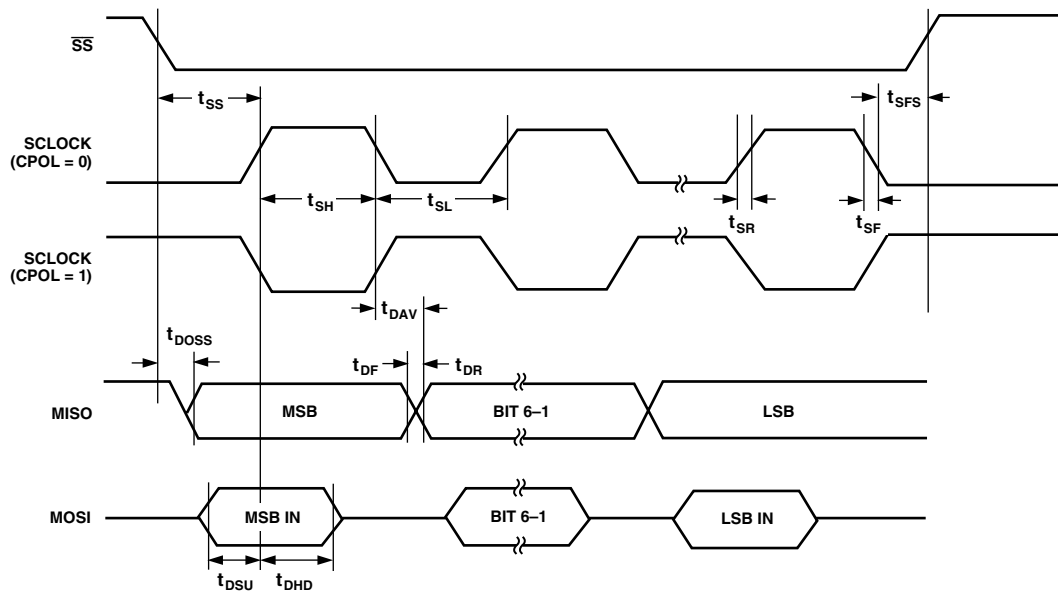 SS
tSS
tSFS
SCLOCK
(CPOL = 0)
tSH
tSL
tSR
tSF
SCLOCK
(CPOL = 1)
tDAV
tDOSS
tDF
tDR
MISO
MSB
BIT 6–1
LSB
MOSI
MSB IN
BIT 6–1
LSB IN
tDSU
tDHD